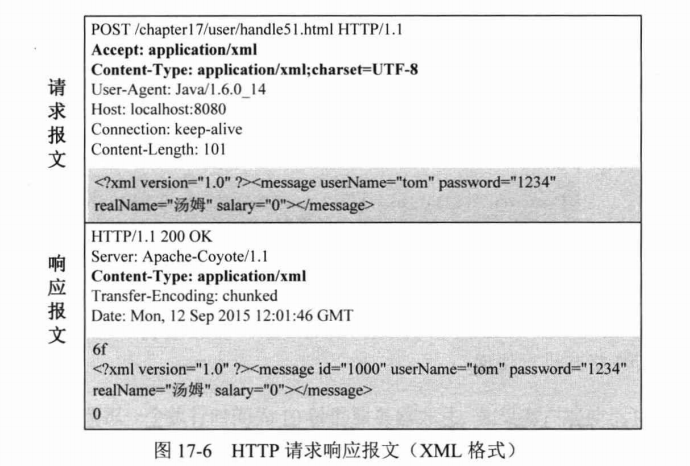 请求报文
POST /chapter17/user/handle51.html HTTP/1.1
Accept: application/xml
Content-Type: application/xml;charset=UTF-8
User-Agent: Java/1.6.0_14
Host: localhost:8080
Connection: keep-alive
Content-Length: 101
<?xml version="1.0" ?><message userName="tom" password="1234"
realName="汤姆" salary="0"></message>
响应报文
HTTP/1.1 200 OK
Server: Apache-Coyote/1.1
Content-Type: application/xml
Transfer-Encoding: chunked
Date: Mon, 12 Sep 2015 12:01:46 GMT
6f
<?xml version="1.0" ?><message id="1000" userName="tom" password="1234"
realName="汤姆" salary="0"></message>
0
图 17-6 HTTP 请求响应报文（XML 格式）